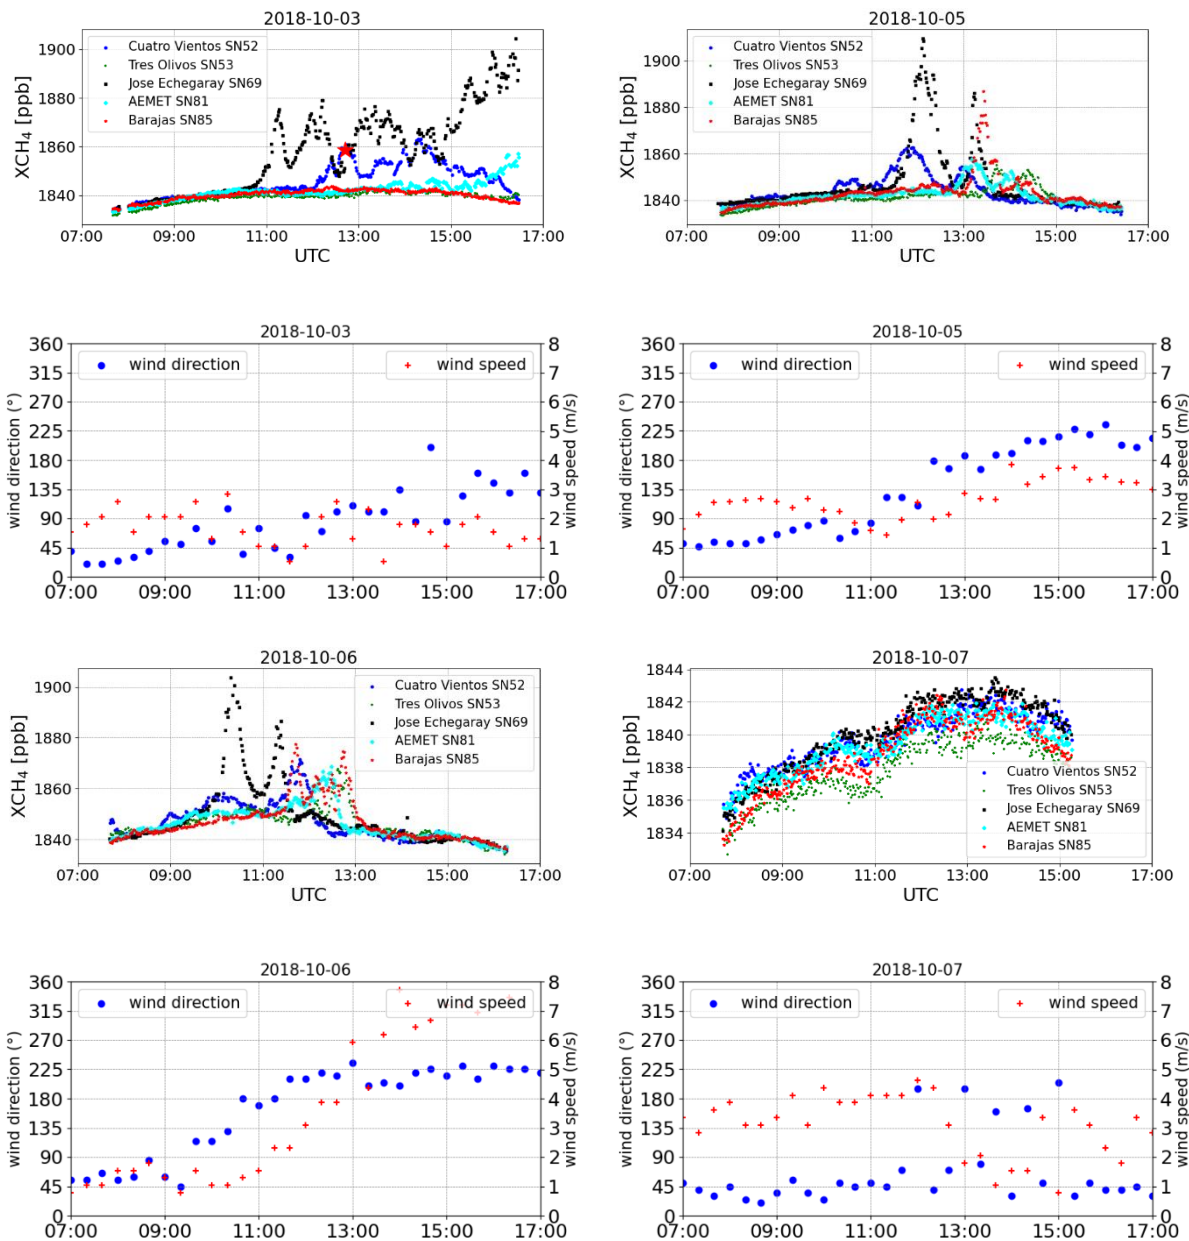 2018-10-03
XCH₄ [ppb]
1900
1880
1860
1840
Cuatro Vientos SN52
Tres Olivos SN53
Jose Echegaray SN69
AEMET SN81
Barajas SN85
07:00 09:00 11:00 13:00 15:00 17:00
UTC
2018-10-05
XCH₄ [ppb]
1900
1880
1860
1840
Cuatro Vientos SN52
Tres Olivos SN53
Jose Echegaray SN69
AEMET SN81
Barajas SN85
07:00 09:00 11:00 13:00 15:00 17:00
UTC
2018-10-03
wind direction (°)
360
315
270
225
180
135
90
45
0
wind direction
wind speed
8
7
6
5
4
3
2
1
0
wind speed (m/s)
07:00 09:00 11:00 13:00 15:00 17:00
2018-10-05
wind direction (°)
360
315
270
225
180
135
90
45
0
wind direction
wind speed
8
7
6
5
4
3
2
1
0
wind speed (m/s)
07:00 09:00 11:00 13:00 15:00 17:00
2018-10-06
XCH₄ [ppb]
1900
1880
1860
1840
Cuatro Vientos SN52
Tres Olivos SN53
Jose Echegaray SN69
AEMET SN81
Barajas SN85
07:00 09:00 11:00 13:00 15:00 17:00
UTC
2018-10-07
XCH₄ [ppb]
1844
1842
1840
1838
1836
1834
Cuatro Vientos SN52
Tres Olivos SN53
Jose Echegaray SN69
AEMET SN81
Barajas SN85
07:00 09:00 11:00 13:00 15:00 17:00
UTC
2018-10-06
wind direction (°)
360
315
270
225
180
135
90
45
0
wind direction
wind speed
8
7
6
5
4
3
2
1
0
wind speed (m/s)
07:00 09:00 11:00 13:00 15:00 17:00
2018-10-07
wind direction (°)
360
315
270
225
180
135
90
45
0
wind direction
wind speed
8
7
6
5
4
3
2
1
0
wind speed (m/s)
07:00 09:00 11:00 13:00 15:00 17:00